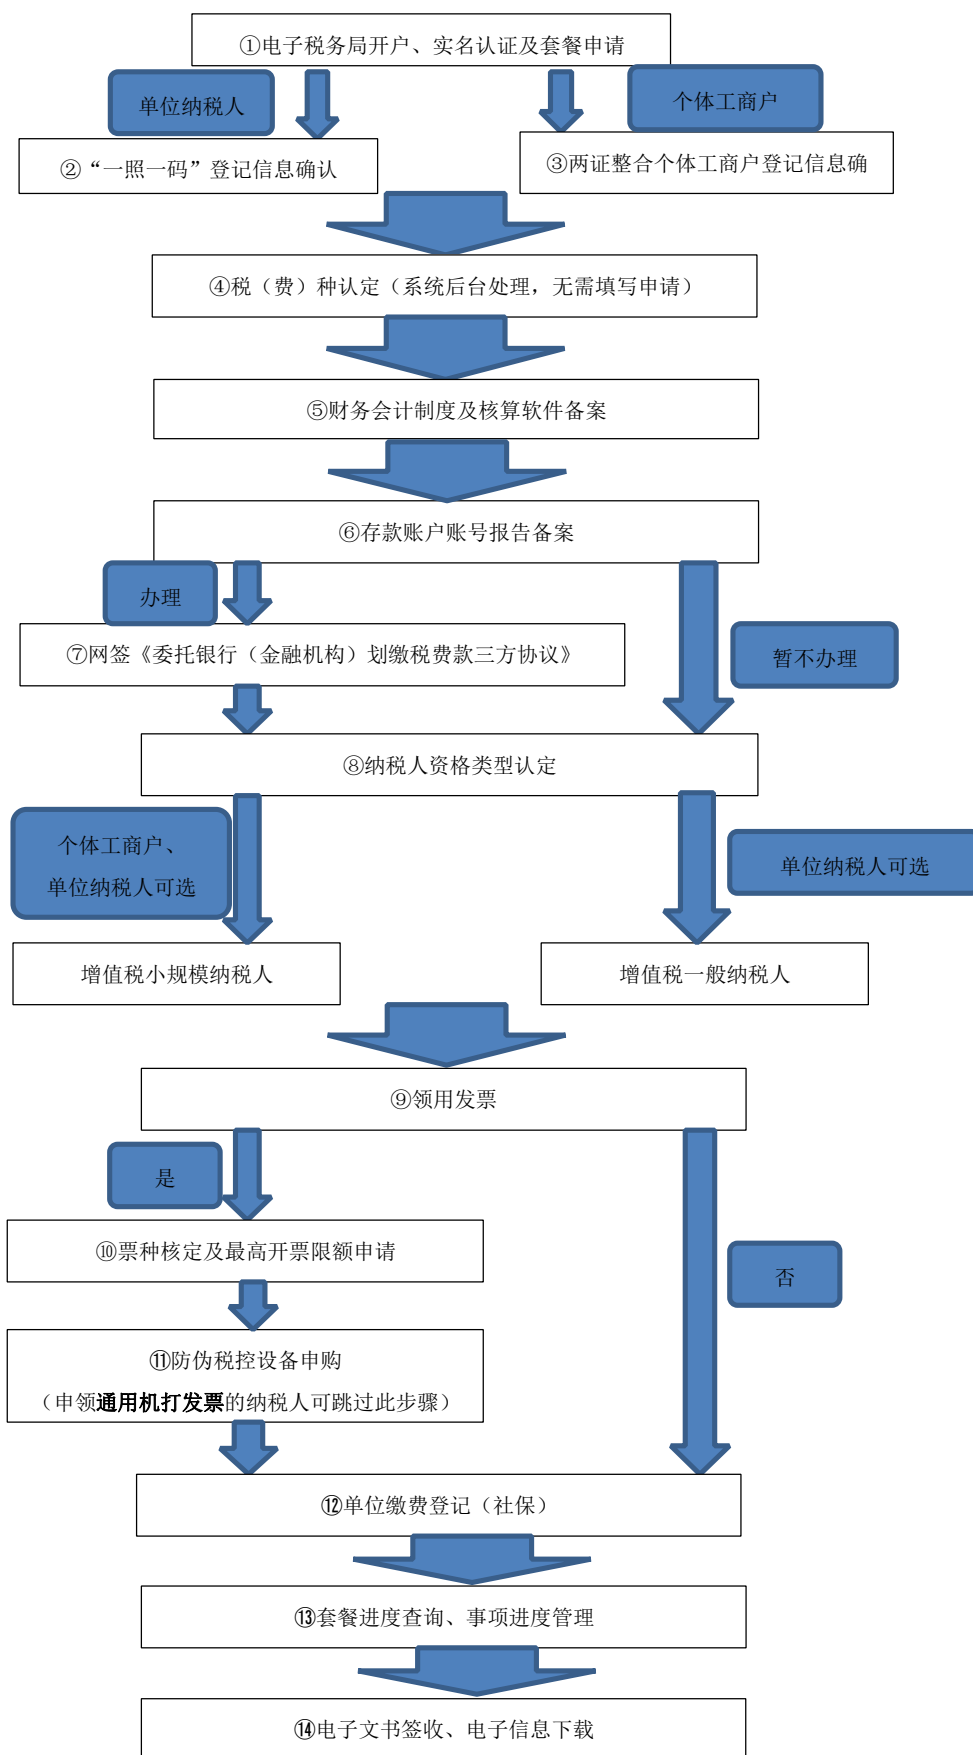 ①电子税务局开户、实名认证及套餐申请
单位纳税人
个体工商户
②“一照一码”登记信息确认
③两证整合个体工商户登记信息确
④税（费）种认定（系统后台处理，无需填写申请）
⑤财务会计制度及核算软件备案
⑥存款账户账号报告备案
办理
⑦网签《委托银行（金融机构）划缴税费款三方协议》
暂不办理
⑧纳税人资格类型认定
个体工商户、
单位纳税人可选
单位纳税人可选
增值税小规模纳税人
增值税一般纳税人
⑨领用发票
是
⑩票种核定及最高开票限额申请
否
⑪防伪税控设备申购
（申领通用机打发票的纳税人可跳过此步骤）
⑫单位缴费登记（社保）
⑬套餐进度查询、事项进度管理
⑭电子文书签收、电子信息下载